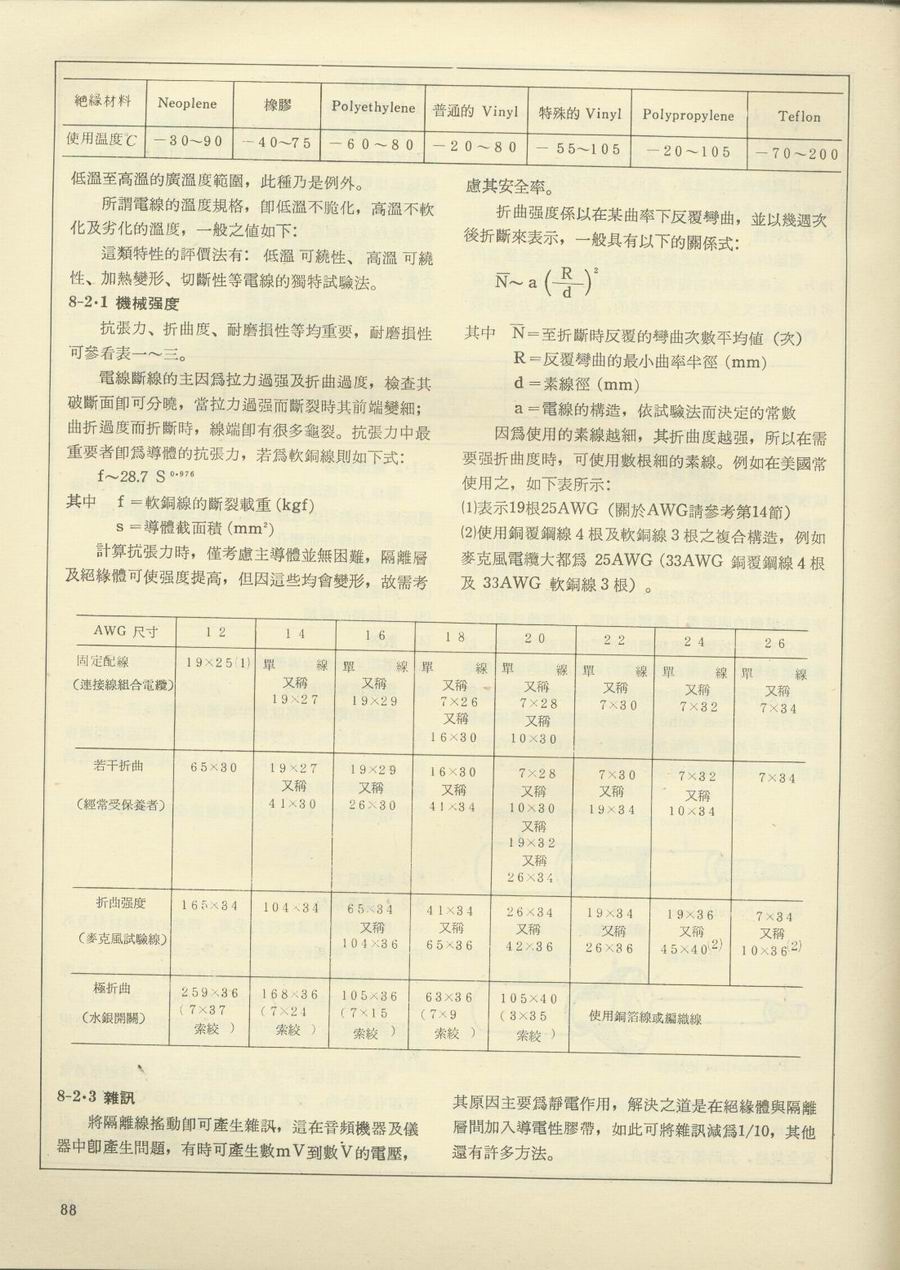 絶緣材料 Neoplene 橡膠 Polyethylene 普通的 Vinyl 特殊的 Vinyl Polypropylene Teflon
使用温度℃ －30～90 －40～75 －60～80 －20～80 －55～105 －20～105 －70～200
低溫至高溫的廣溫度範圍，此種乃是例外。
所謂電線的溫度規格，卽低溫不脆化，高溫不軟
化及劣化的溫度，一般之値如下：
這類特性的評價法有： 低溫 可繞性、 高溫 可繞
性、加熱變形、切斷性等電線的獨特試驗法。
8-2·1 機械强度
抗張力、折曲度、耐磨損性等均重要，耐磨損性
可參看表一～三。
電線斷線的主因爲拉力過强及折曲過度，檢查其
破斷面卽可分曉，當拉力過强而斷裂時其前端變細；
曲折過度而折斷時，線端卽有很多龜裂。抗張力中最
重要者卽爲導體的抗張力，若爲軟銅線則如下式：
f～28.7 S 0.976
其中 f＝軟銅線的斷裂載重 (kgf)
s＝導體截面積 (mm²)
計算抗張力時，僅考慮主導體並無困難，隔離層
及絕緣體可使强度提高，但因這些均會變形，故需考
慮其安全率。
折曲强度係以在某曲率下反覆彎曲，並以幾週次
後折斷來表示，一般具有以下的關係式：
N̅～a (R/d)²
其中 N̅＝至折斷時反覆的彎曲次數平均値（次）
R＝反覆彎曲的最小曲率半徑 (mm)
d＝素線徑 (mm)
a＝電線的構造，依試驗法而決定的常數
因爲使用的素線越細，其折曲度越强，所以在需
要强折曲度時，可使用數根細的素線。例如在美國常
使用之，如下表所示：
⑴表示19根25AWG（關於AWG請參考第14節）
⑵使用銅覆鋼線4根及軟銅線3根之複合構造，例如
麥克風電纜大都爲 25AWG (33AWG 銅覆鋼線4根
及 33AWG 軟銅線3根）。
AWG 尺寸 12 14 16 18 20 22 24 26
固定配線 19×25(1) 單線 單線 單線 單線 單線 單線 單線
（連接線組合電纜） 又稱 又稱 又稱 又稱 又稱 又稱 又稱
19×27 19×29 7×26 7×28 7×30 7×32 7×34
又稱 又稱
16×30 10×30
若干折曲 65×30 19×27 19×29 16×30 7×28 7×30 7×32 7×34
又稱 又稱 又稱 又稱 又稱 又稱
（經常受保養者） 41×30 26×30 41×34 10×30 19×34 10×34
又稱
19×32
又稱
26×34
折曲强度 165×34 104×34 65×34 41×34 26×34 19×34 19×36 7×34
（麥克風試驗線） 又稱 又稱 又稱 又稱 又稱 又稱
104×36 65×36 42×36 26×36 45×40(2) 10×36(2)
極折曲 259×36 168×36 105×36 63×36 105×40
（水銀開關） (7×37 (7×24 (7×15 (7×9 (3×35 使用銅箔線或編織線
索絞 ) 索絞 ) 索絞 ) 索絞 ) 索絞 )
8-2·3 雜訊
將隔離線搖動卽可產生雜訊，這在音頻機器及儀
器中卽產生問題，有時可產生數mV到數V的電壓，
其原因主要爲靜電作用，解決之道是在絕緣體與隔離
層間加入導電性膠帶，如此可將雜訊減爲1/10，其他
還有許多方法。
88